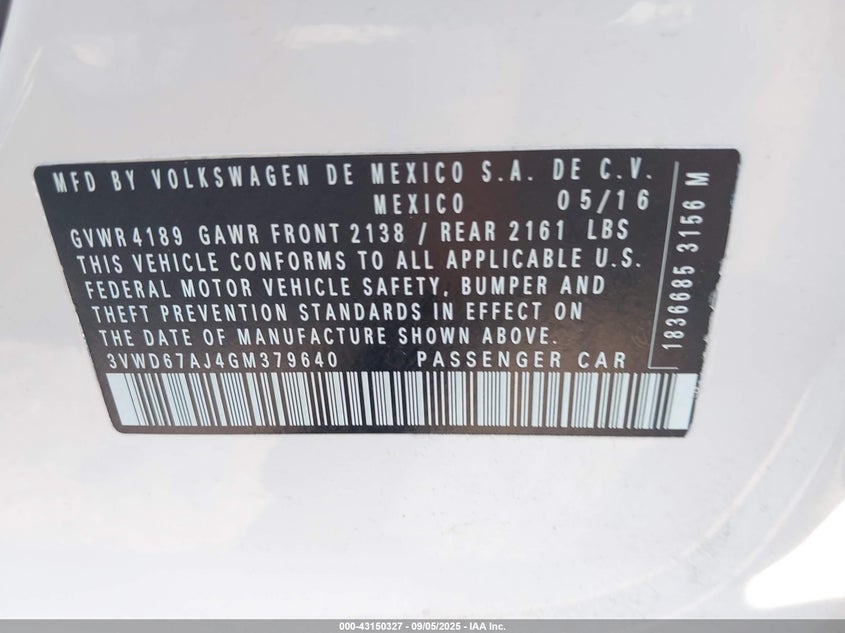 MFD BY VOLKSWAGEN DE MEXICO S.A. DE C.V.
MEXICO 05/16
GVWR 4189 GAWR FRONT 2138 / REAR 2161 LBS
THIS VEHICLE CONFORMS TO ALL APPLICABLE U.S.
FEDERAL MOTOR VEHICLE SAFETY, BUMPER AND
THEFT PREVENTION STANDARDS IN EFFECT ON
THE DATE OF MANUFACTURE SHOWN ABOVE.
3VWD67AJ4GM379640 PASSENGER CAR
1836685 3156 M
000-43150327 - 09/05/2025 - IAA Inc.